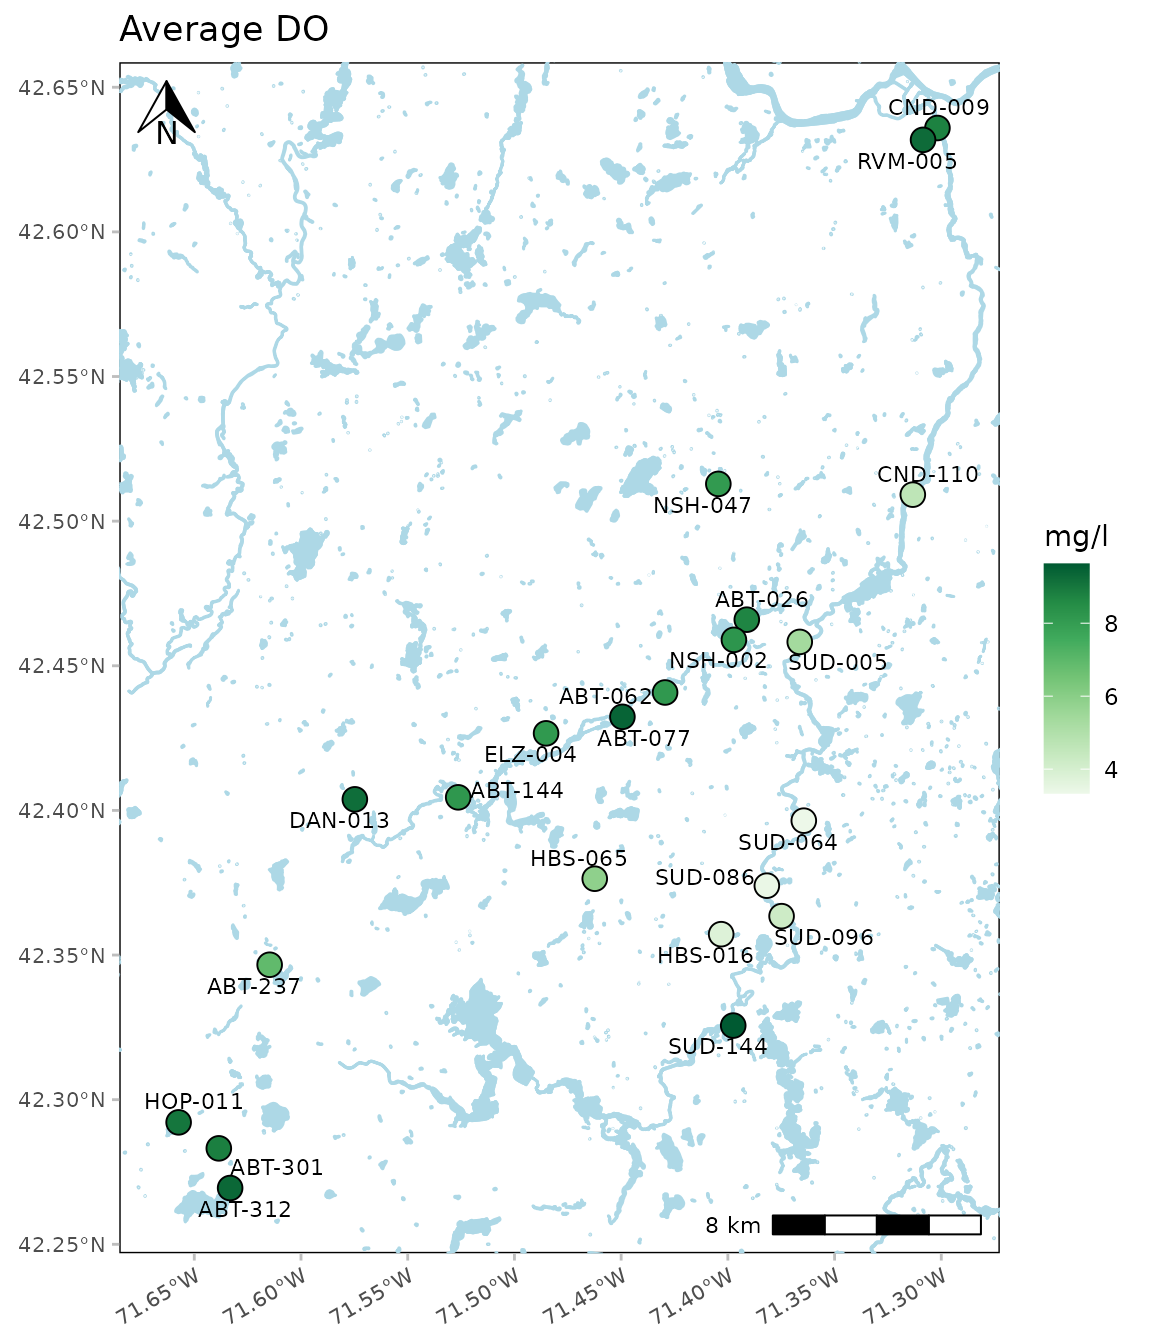 Average DO
42.65°N
42.60°N
42.55°N
42.50°N
42.45°N
42.40°N
42.35°N
42.30°N
42.25°N
N
CND-009
RVM-005
CND-110
NSH-047
ABT-026
NSH-002
SUD-005
ABT-062
ABT-077
ELZ-004
ABT-144
DAN-013
SUD-064
HBS-065
SUD-086
SUD-096
HBS-016
ABT-237
SUD-144
HOP-011
ABT-301
ABT-312
8 km
71.65°W
71.60°W
71.55°W
71.50°W
71.45°W
71.40°W
71.35°W
71.30°W
mg/l
8
6
4